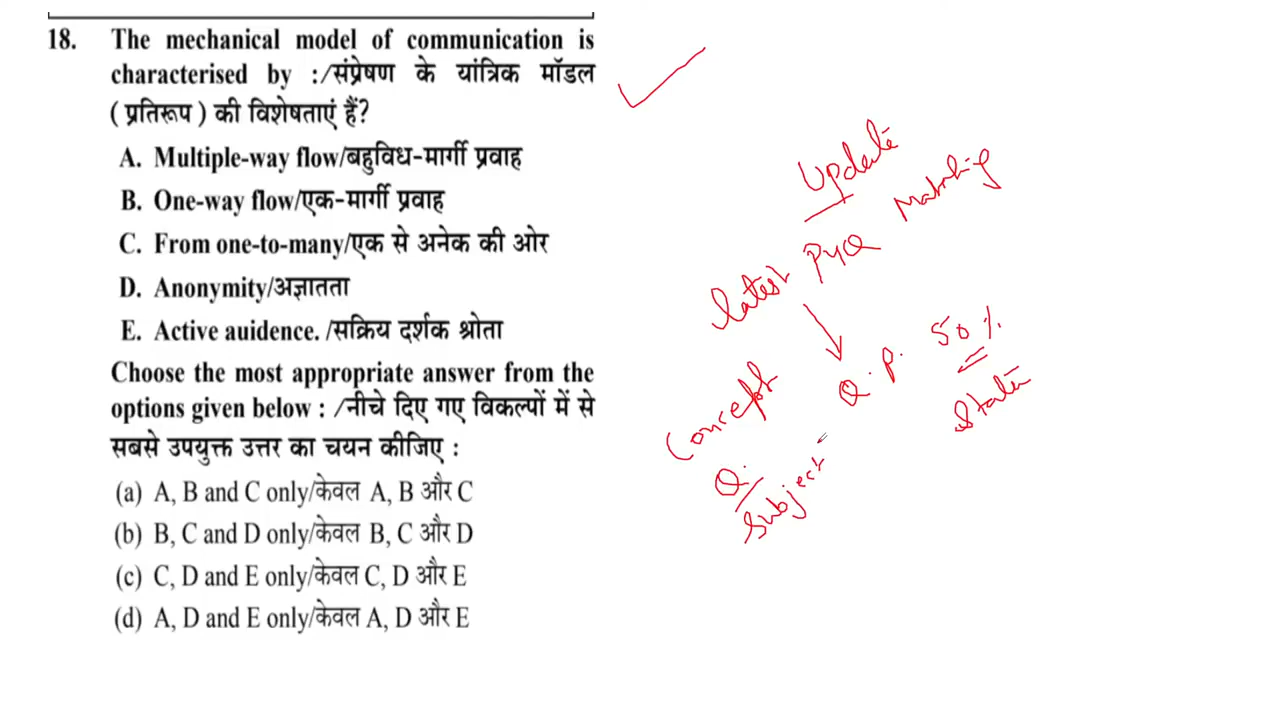 18. The mechanical model of communication is
characterised by :/संप्रेषण के यांत्रिक मॉडल
(प्रतिरूप) की विशेषताएं हैं?
A. Multiple-way flow/बहुविध-मार्गी प्रवाह
B. One-way flow/एक-मार्गी प्रवाह
C. From one-to-many/एक से अनेक की ओर
D. Anonymity/अज्ञातता
E. Active auidence. /सक्रिय दर्शक श्रोता
Choose the most appropriate answer from the
options given below : /नीचे दिए गए विकल्पों में से
सबसे उपयुक्त उत्तर का चयन कीजिए :
(a) A, B and C only/केवल A, B और C
(b) B, C and D only/केवल B, C और D
(c) C, D and E only/केवल C, D और E
(d) A, D and E only/केवल A, D और E
Update
latest PYQ
Q. P. 50%
Concept
Q.
Subject